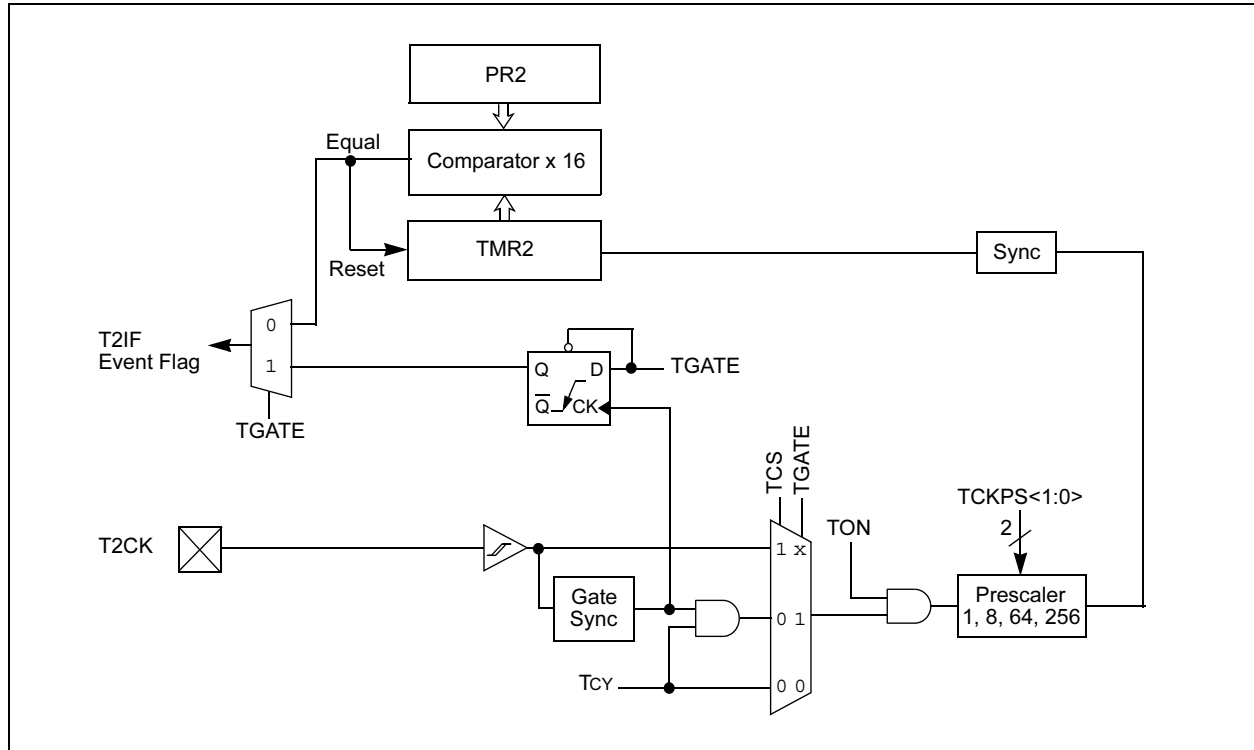 PR2
Equal
Comparator x 16
TMR2
Reset
Sync
0
T2IF
Event Flag
1
Q
D
TGATE
Q̅
CK
TGATE
TCS
TGATE
TCKPS<1:0>
2
TON
T2CK
1 x
Prescaler
1, 8, 64, 256
Gate
Sync
0 1
TCY
0 0